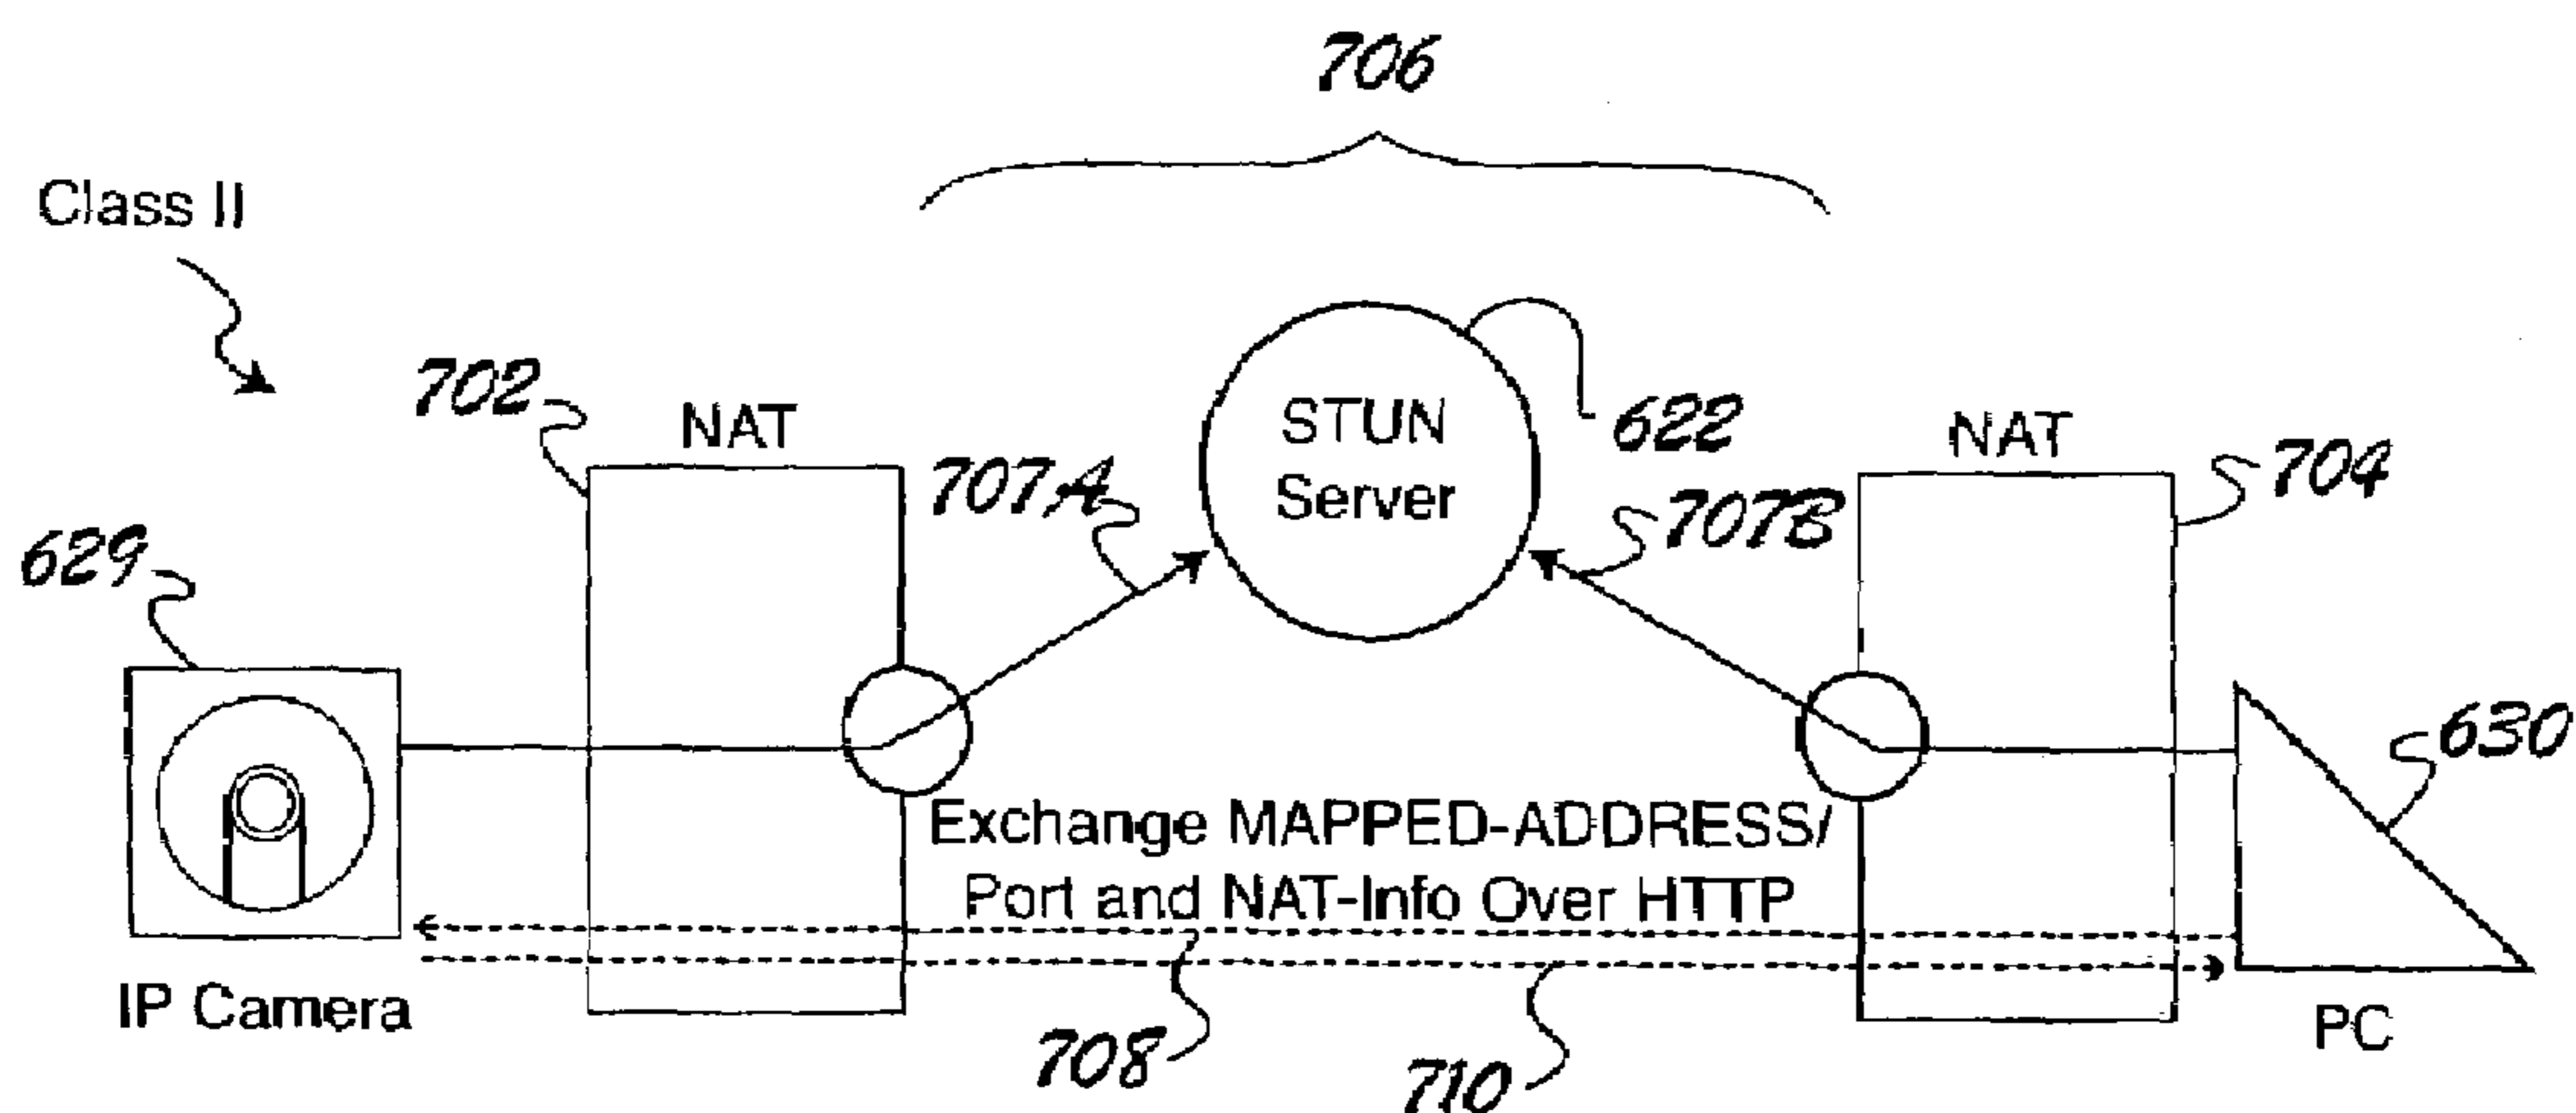 706
Class II
702
NAT
STUN
Server
622
NAT
704
707A
707B
629
630
Exchange MAPPED-ADDRESS/
Port and NAT-Info Over HTTP
IP Camera
708
710
PC